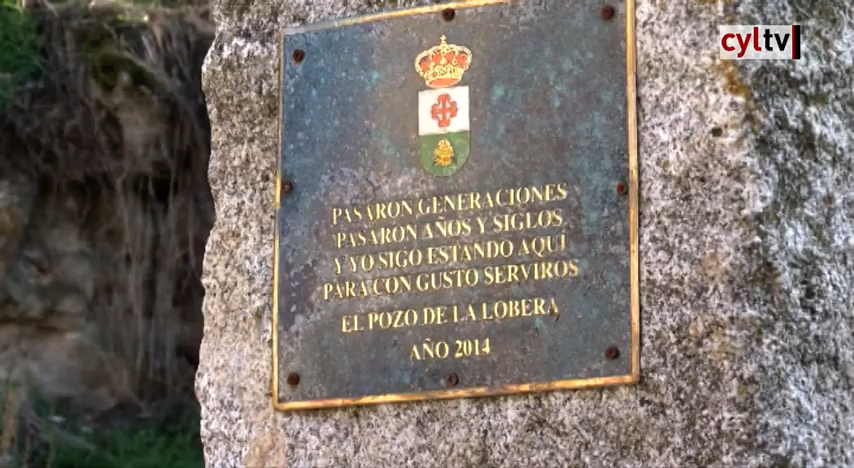 cyltv
PASARON GENERACIONES
PASARON AÑOS Y SIGLOS
Y YO SIGO ESTANDO AQUÍ
PARA CON GUSTO SERVIROS
EL POZO DE LA LOBERA
AÑO 2014